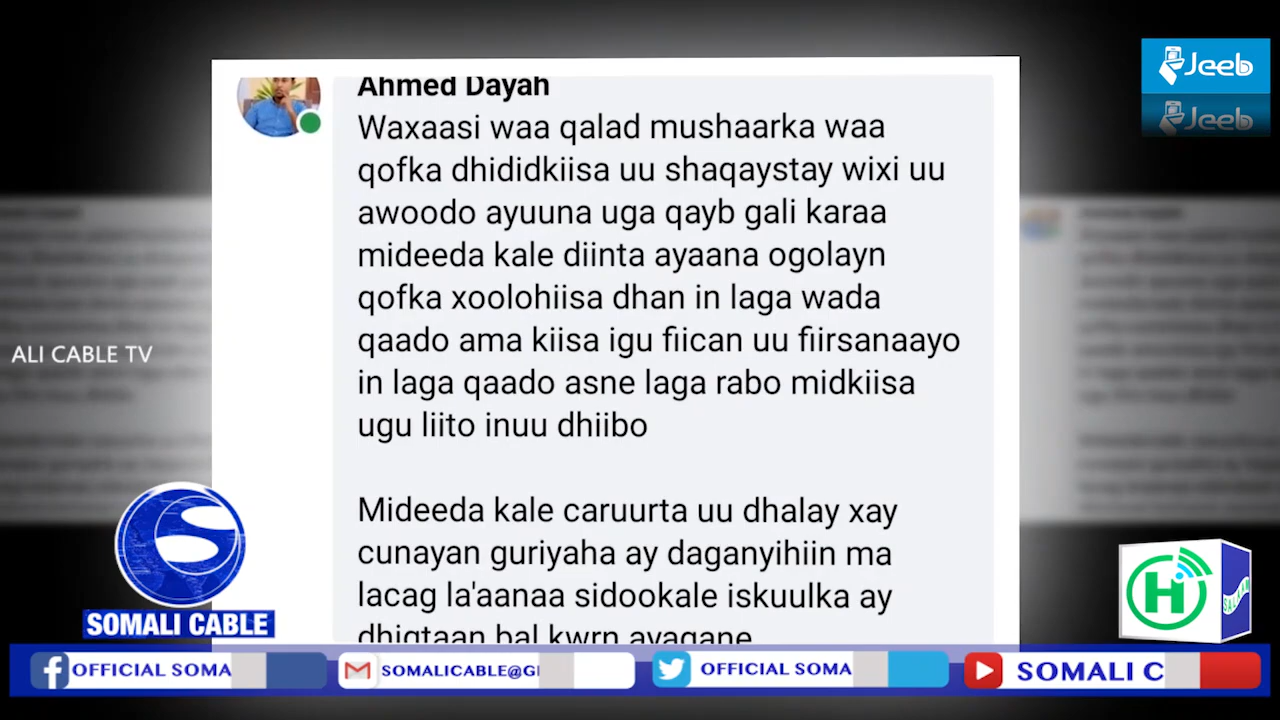 Jeeb
Jeeb
Ahmed Dayah
Waxaasi waa qalad mushaarka waa
qofka dhididkiisa uu shaqaystay wixi uu
awoodo ayuuna uga qayb gali karaa
mideeda kale diinta ayaana ogolayn
qofka xoolohiisa dhan in laga wada
qaado ama kiisa igu fiican uu fiirsanaayo
in laga qaado asne laga rabo midkiisa
ugu liito inuu dhiibo
Mideeda kale caruurta uu dhalay xay
cunayan guriyaha ay daganyihiin ma
lacag la'aanaa sidookale iskuulka ay
dhigtaan bal kwrn ayagane
ALI CABLE TV
SOMALI CABLE
H
OFFICIAL SOMA
SOMALICABLE@G
OFFICIAL SOMA
SOMALI C